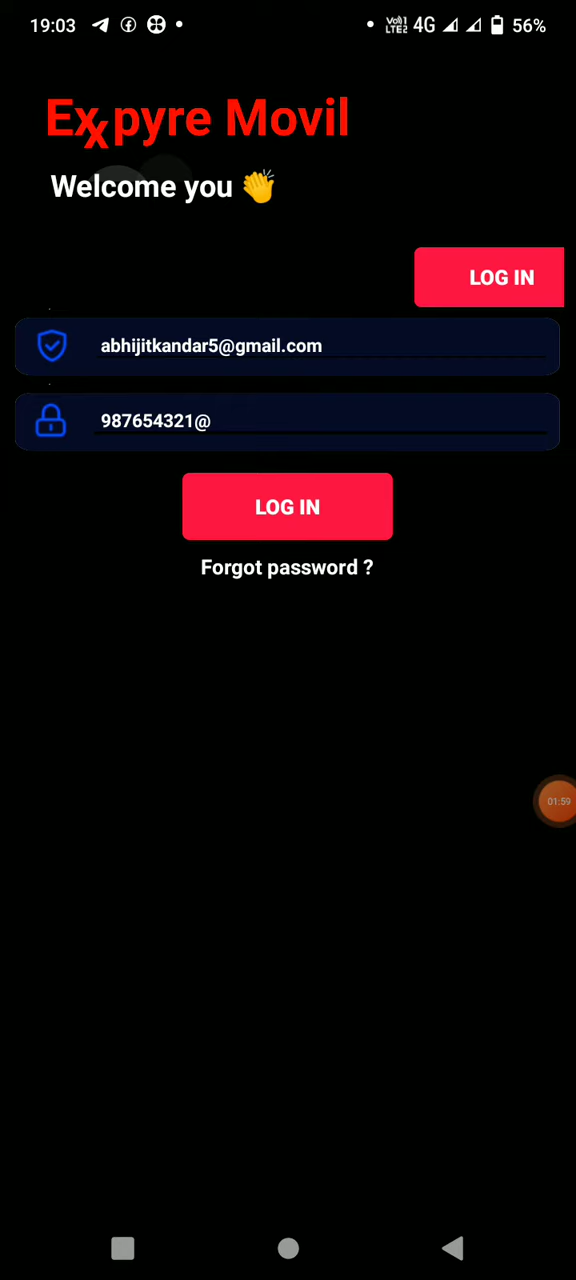 19:03 4G 56%
Exxpyre Movil
Welcome you 👏
LOG IN
abhijitkandar5@gmail.com
987654321@
LOG IN
Forgot password ?
01:59